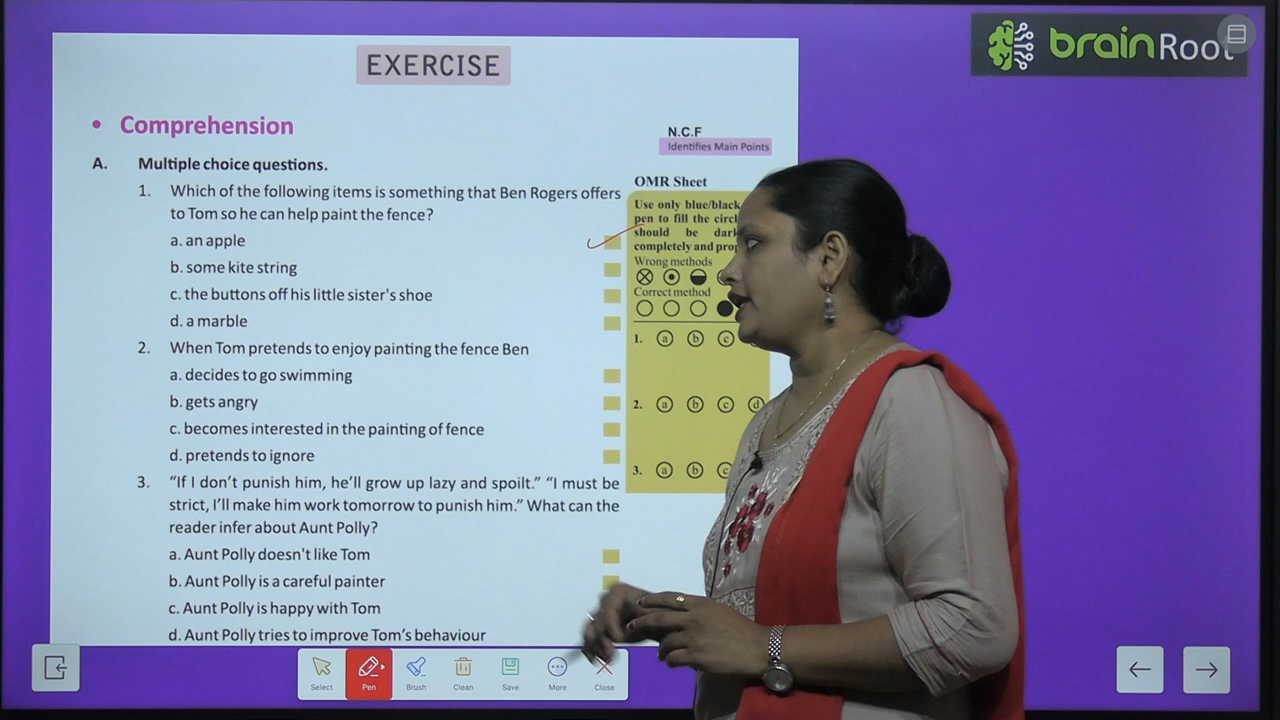 EXERCISE
brainRoot
• Comprehension
N.C.F
Identifies Main Points
A. Multiple choice questions.
1. Which of the following items is something that Ben Rogers offers
to Tom so he can help paint the fence?
a. an apple
b. some kite string
c. the buttons off his little sister's shoe
d. a marble
2. When Tom pretends to enjoy painting the fence Ben
a. decides to go swimming
b. gets angry
c. becomes interested in the painting of fence
d. pretends to ignore
3. “If I don’t punish him, he’ll grow up lazy and spoilt.” “I must be
strict, I’ll make him work tomorrow to punish him.” What can the
reader infer about Aunt Polly?
a. Aunt Polly doesn't like Tom
b. Aunt Polly is a careful painter
c. Aunt Polly is happy with Tom
d. Aunt Polly tries to improve Tom’s behaviour
OMR Sheet
Use only blue/black
pen to fill the
should be
completely and
Wrong methods
Correct method
1. a b c
2. a b c d
3. a b c
Select Pen Brush Clean Save More Close